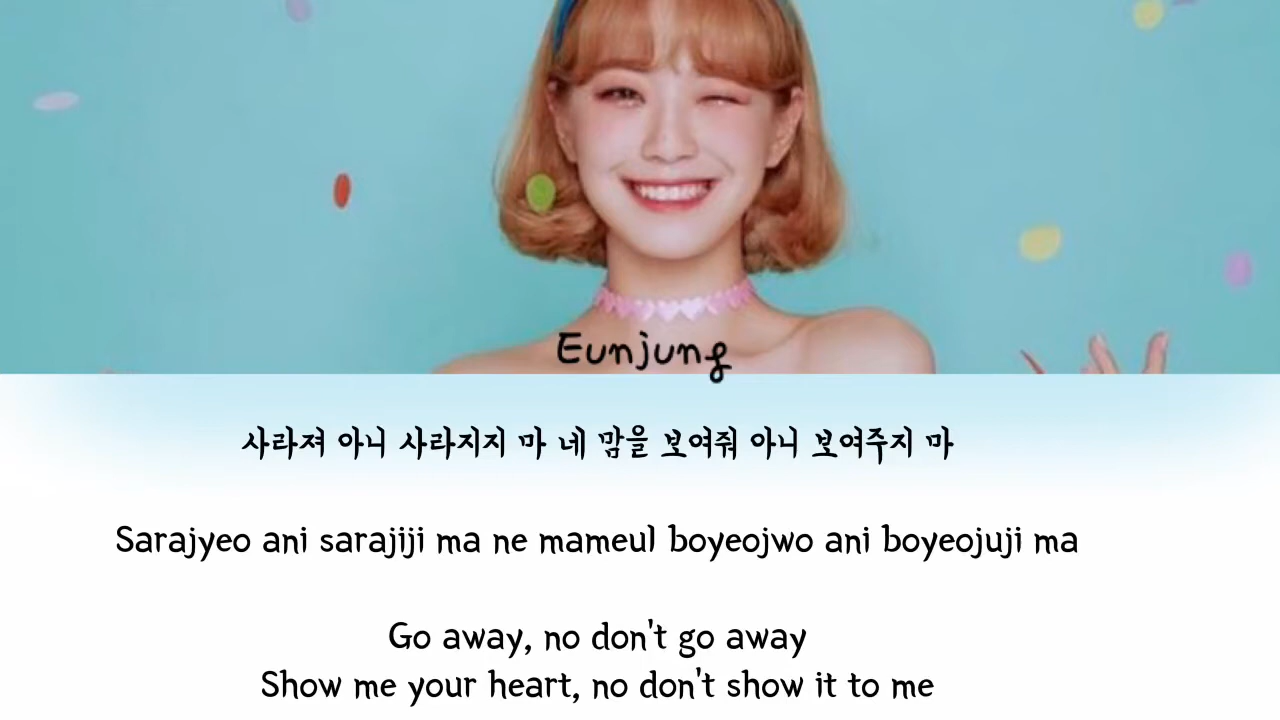 Eunjung
사라져 아니 사라지지 마 네 맘을 보여줘 아니 보여주지 마
Sarajyeo ani sarajiji ma ne mameul boyeojwo ani boyeojuji ma
Go away, no don't go away
Show me your heart, no don't show it to me